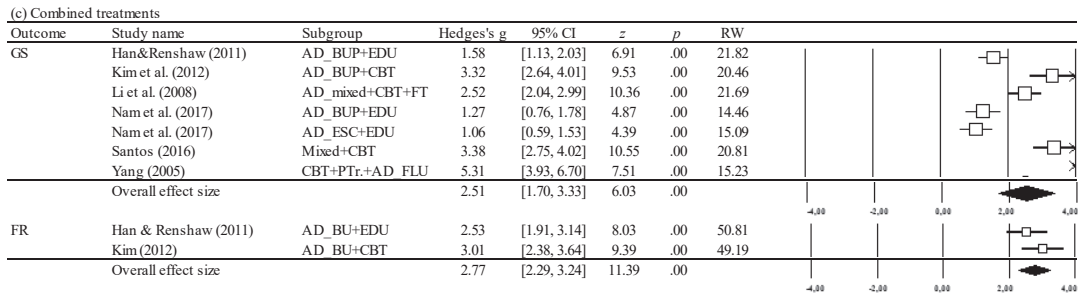 (c) Combined treatments
Outcome Study name Subgroup Hedges's g 95% CI z p RW
GS Han&Renshaw (2011) AD_BUP+EDU 1.58 [1.13, 2.03] 6.91 .00 21.82
Kim et al. (2012) AD_BUP+CBT 3.32 [2.64, 4.01] 9.53 .00 20.46
Li et al. (2008) AD_mixed+CBT+FT 2.52 [2.04, 2.99] 10.36 .00 21.69
Nam et al. (2017) AD_BUP+EDU 1.27 [0.76, 1.78] 4.87 .00 14.46
Nam et al. (2017) AD_ESC+EDU 1.06 [0.59, 1.53] 4.39 .00 15.09
Santos (2016) Mixed+CBT 3.38 [2.75, 4.02] 10.55 .00 20.81
Yang (2005) CBT+PTr.+AD_FLU 5.31 [3.93, 6.70] 7.51 .00 15.23
Overall effect size 2.51 [1.70, 3.33] 6.03 .00
-4,00 -2,00 0,00 2,00 4,00
FR Han & Renshaw (2011) AD_BU+EDU 2.53 [1.91, 3.14] 8.03 .00 50.81
Kim (2012) AD_BU+CBT 3.01 [2.38, 3.64] 9.39 .00 49.19
Overall effect size 2.77 [2.29, 3.24] 11.39 .00
-4,00 -2,00 0,00 2,00 4,00